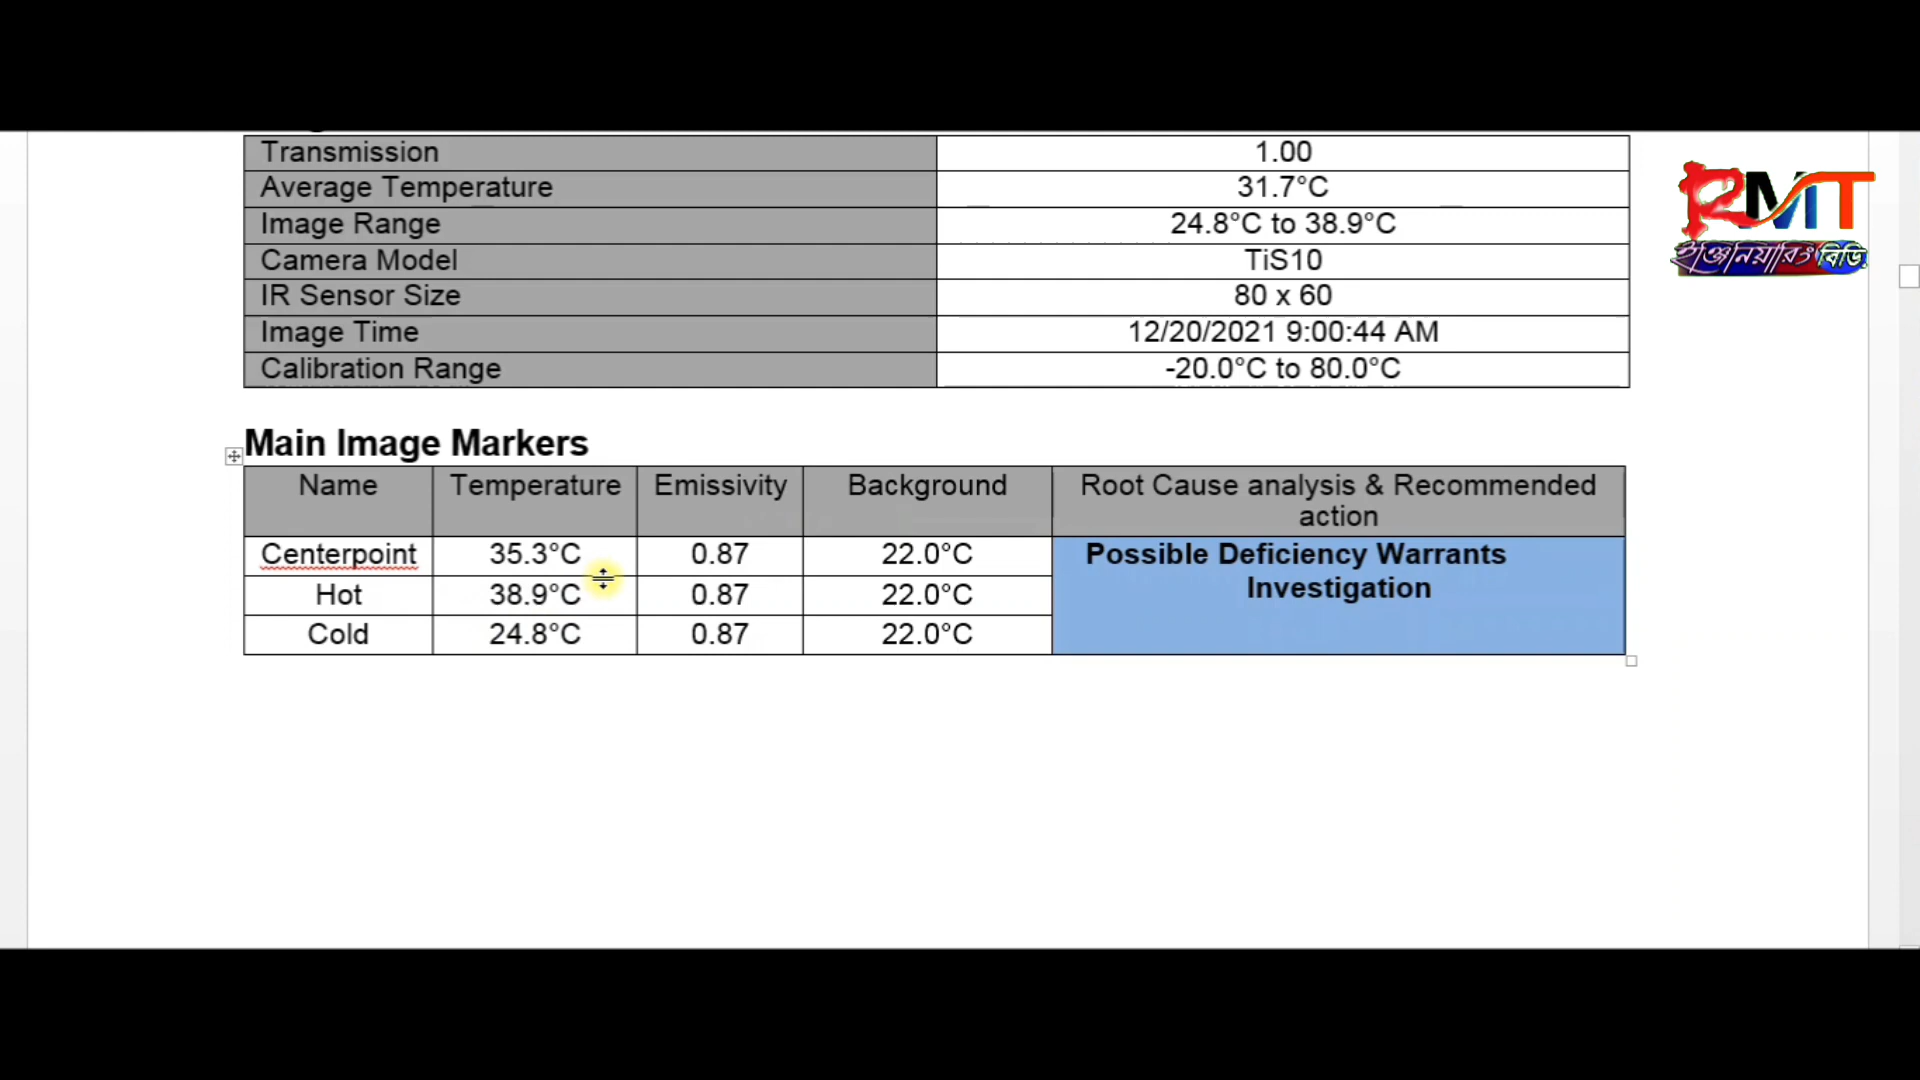 Transmission 1.00
Average Temperature 31.7°C
Image Range 24.8°C to 38.9°C
Camera Model TiS10
IR Sensor Size 80 x 60
Image Time 12/20/2021 9:00:44 AM
Calibration Range -20.0°C to 80.0°C
RMT
ইঞ্জিনিয়ারিং বিডি
Main Image Markers
Name Temperature Emissivity Background Root Cause analysis & Recommended
action
Centerpoint 35.3°C 0.87 22.0°C Possible Deficiency Warrants
Investigation
Hot 38.9°C 0.87 22.0°C
Cold 24.8°C 0.87 22.0°C